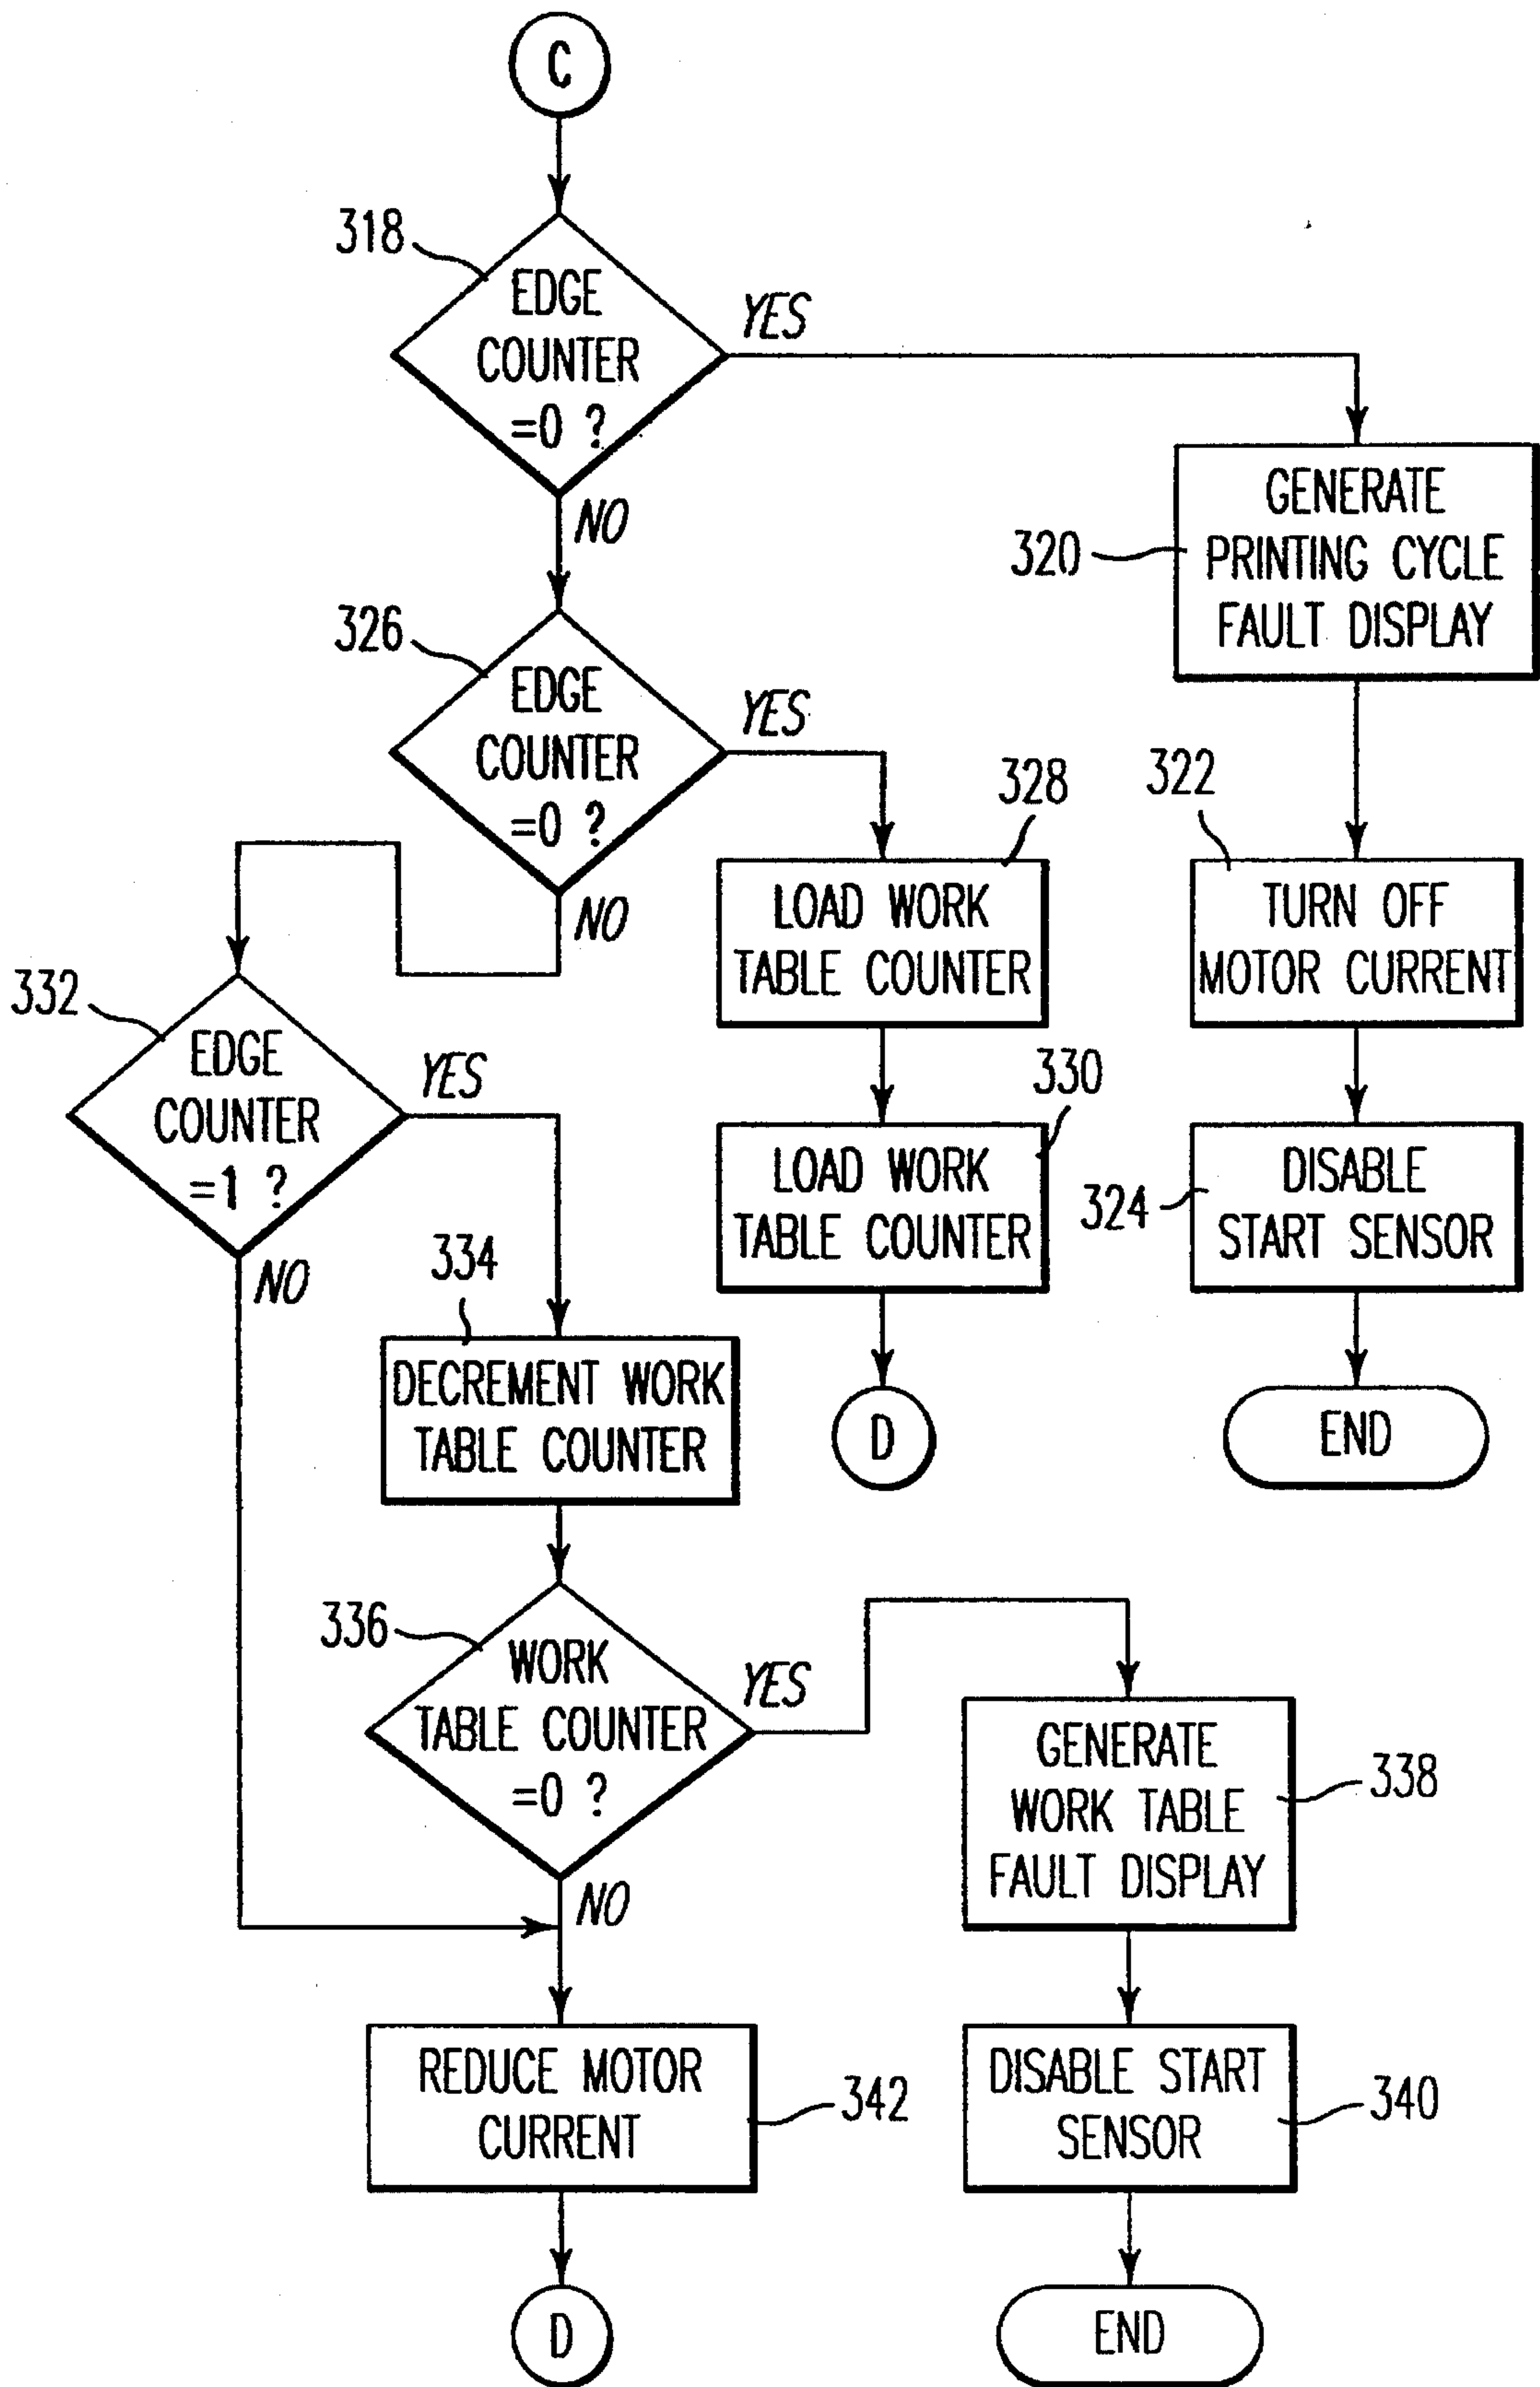 C
318
EDGE
COUNTER
=0 ?
YES
NO
320
GENERATE
PRINTING CYCLE
FAULT DISPLAY
326
EDGE
COUNTER
=0 ?
YES
NO
328
LOAD WORK
TABLE COUNTER
322
TURN OFF
MOTOR CURRENT
332
EDGE
COUNTER
=1 ?
YES
NO
330
LOAD WORK
TABLE COUNTER
324
DISABLE
START SENSOR
334
DECREMENT WORK
TABLE COUNTER
D
END
336
WORK
TABLE COUNTER
=0 ?
YES
NO
GENERATE
WORK TABLE
FAULT DISPLAY
338
REDUCE MOTOR
CURRENT
342
DISABLE START
SENSOR
340
D
END